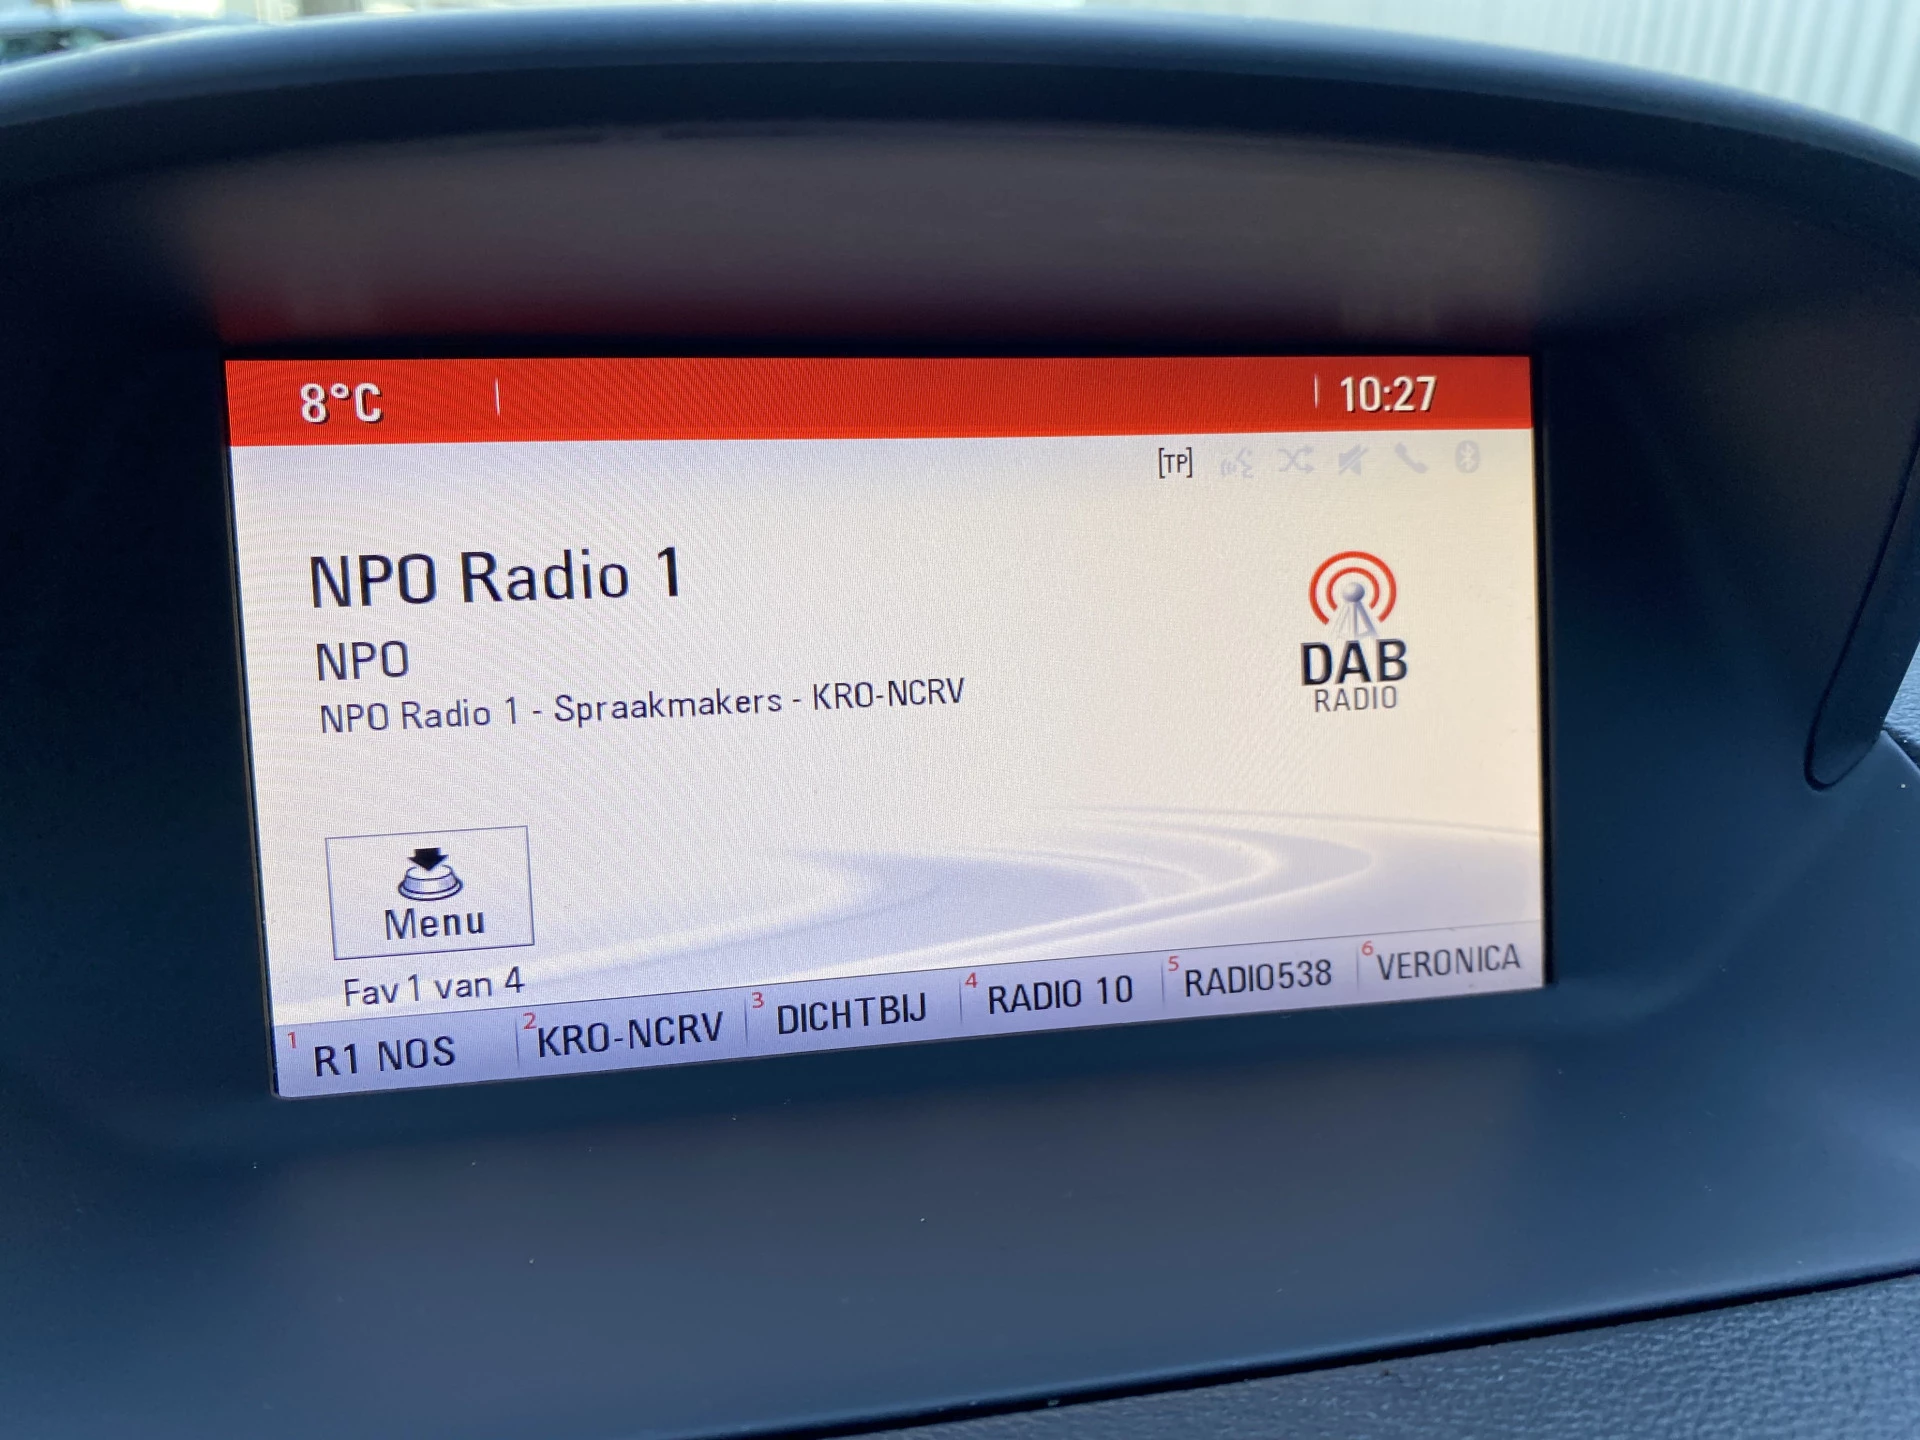 8°C 10:27
[TP]
NPO Radio 1
NPO
NPO Radio 1 - Spraakmakers - KRO-NCRV
DAB
RADIO
Menu
Fav 1 van 4
1 R1 NOS 2 KRO-NCRV 3 DICHTBIJ 4 RADIO 10 5 RADIO538 6 VERONICA